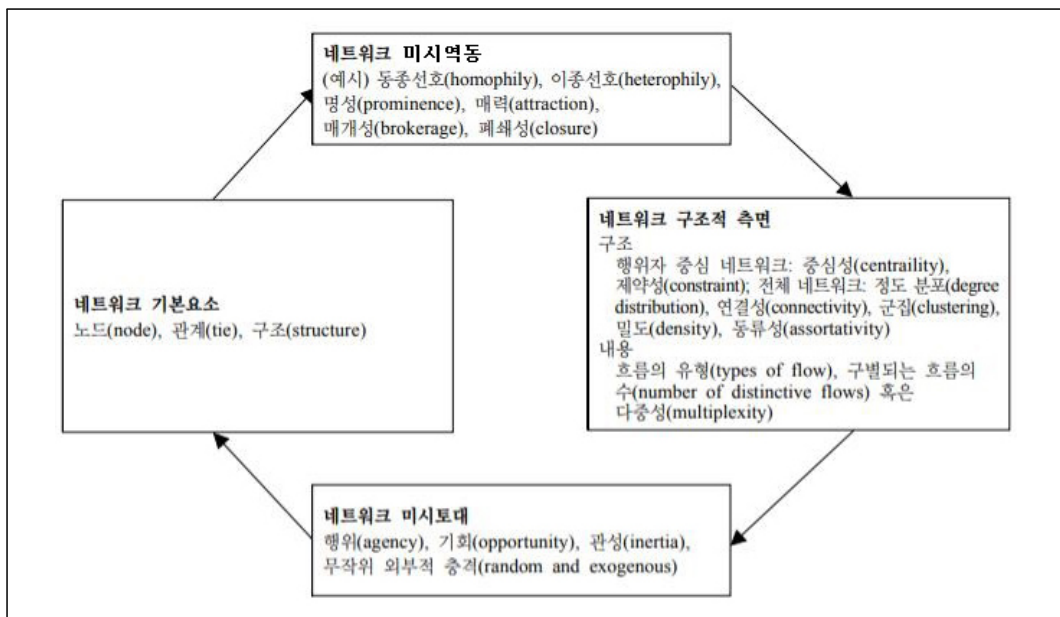 네트워크 미시역동
(예시) 동종선호(homophily), 이종선호(heterophily),
명성(prominence), 매력(attraction),
매개성(brokerage), 폐쇄성(closure)
네트워크 기본요소
노드(node), 관계(tie), 구조(structure)
네트워크 구조적 측면
구조
행위자 중심 네트워크: 중심성(centraility),
제약성(constraint); 전체 네트워크: 정도 분포(degree
distribution), 연결성(connectivity), 군집(clustering),
밀도(density), 동류성(assortativity)
내용
흐름의 유형(types of flow), 구별되는 흐름의
수(number of distinctive flows) 혹은
다중성(multiplexity)
네트워크 미시토대
행위(agency), 기회(opportunity), 관성(inertia),
무작위 외부적 충격(random and exogenous)